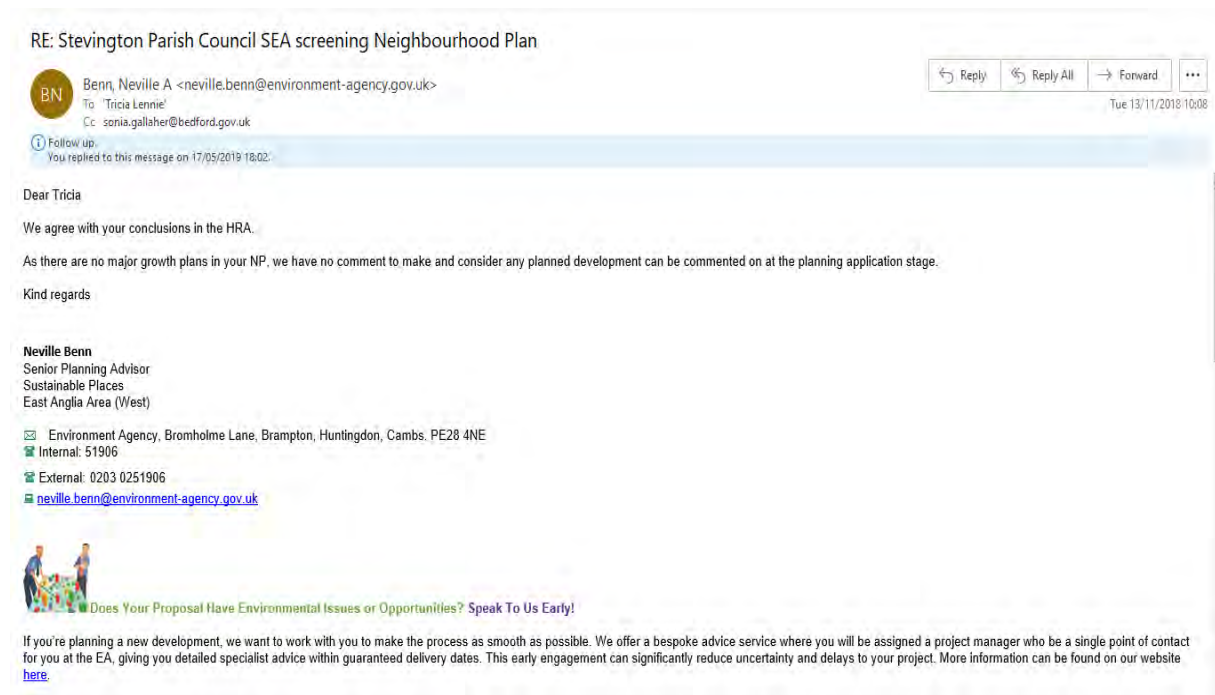 RE: Stevington Parish Council SEA screening Neighbourhood Plan
BN
Benn, Neville A <neville.benn@environment-agency.gov.uk>
To 'Tricia Lennie'
Cc sonia.gallaher@bedford.gov.uk
Reply
Reply All
Forward
...
Tue 13/11/2018 10:08
Follow up.
You replied to this message on 17/05/2019 18:02.
Dear Tricia
We agree with your conclusions in the HRA.
As there are no major growth plans in your NP, we have no comment to make and consider any planned development can be commented on at the planning application stage.
Kind regards
Neville Benn
Senior Planning Advisor
Sustainable Places
East Anglia Area (West)
Environment Agency, Bromholme Lane, Brampton, Huntingdon, Cambs. PE28 4NE
Internal: 51906
External: 0203 0251906
neville.benn@environment-agency.gov.uk
Does Your Proposal Have Environmental Issues or Opportunities? Speak To Us Early!
If you're planning a new development, we want to work with you to make the process as smooth as possible. We offer a bespoke advice service where you will be assigned a project manager who be a single point of contact
for you at the EA, giving you detailed specialist advice within guaranteed delivery dates. This early engagement can significantly reduce uncertainty and delays to your project. More information can be found on our website
here.